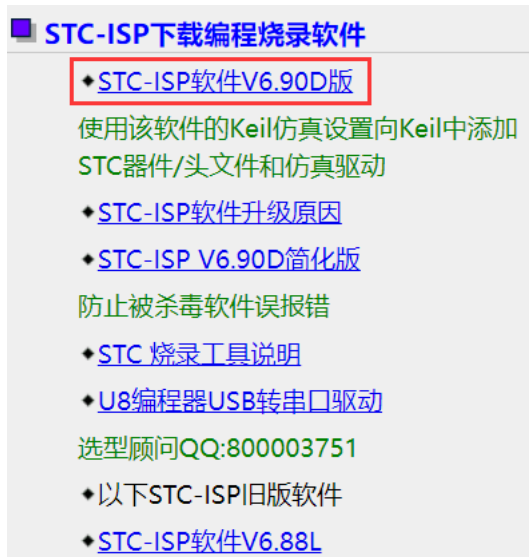 STC-ISP下载编程烧录软件
◆STC-ISP软件V6.90D版
使用该软件的Keil仿真设置向Keil中添加
STC器件/头文件和仿真驱动
◆STC-ISP软件升级原因
◆STC-ISP V6.90D简化版
防止被杀毒软件误报错
◆STC 烧录工具说明
◆U8编程器USB转串口驱动
选型顾问QQ:800003751
◆以下STC-ISP旧版软件
◆STC-ISP软件V6.88L